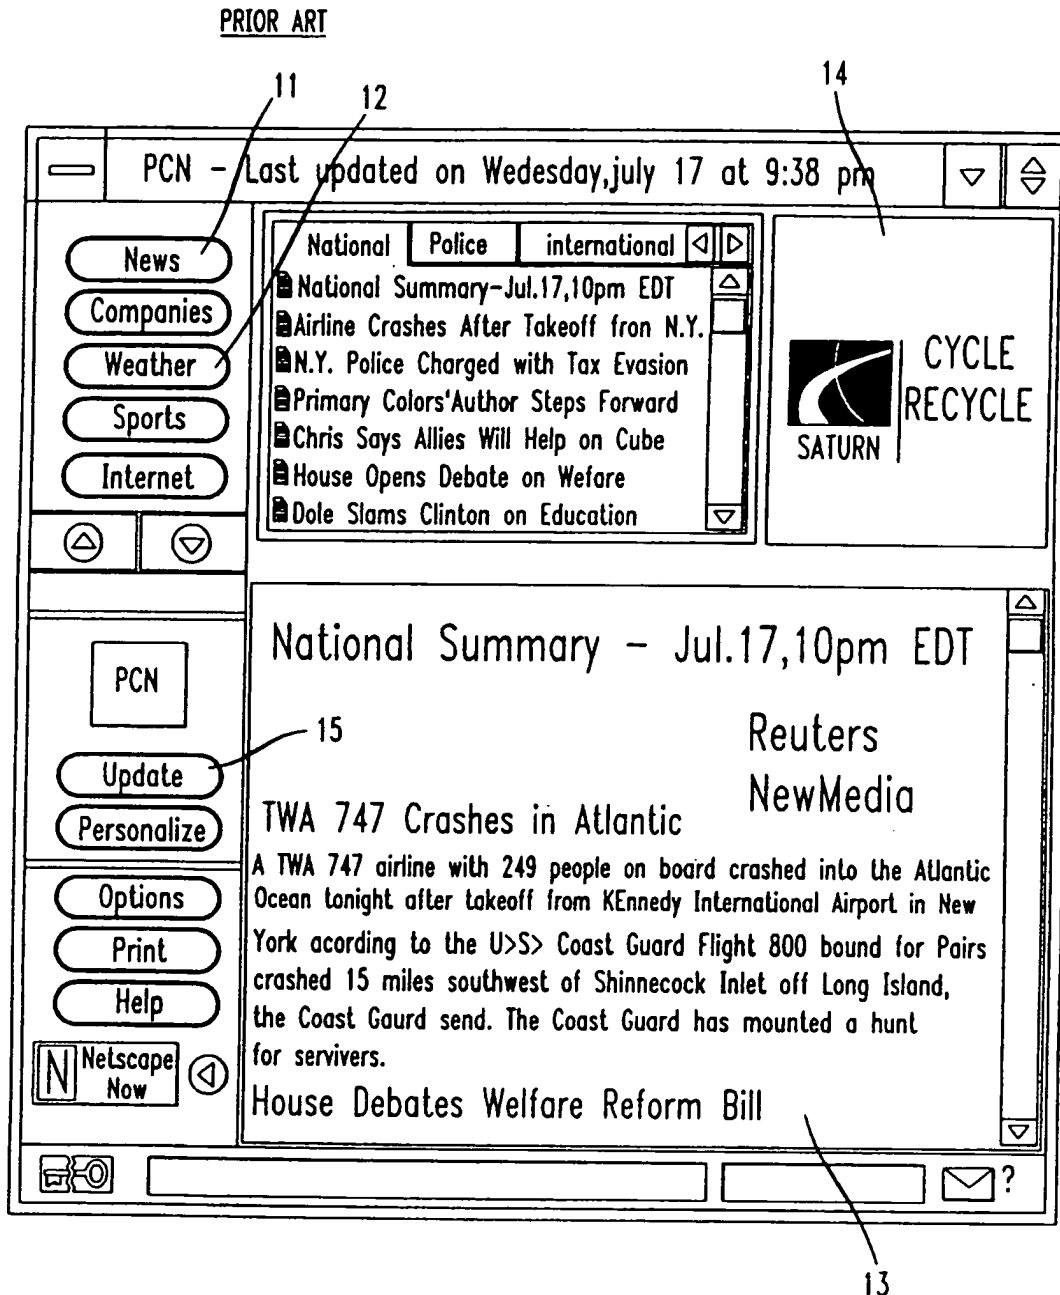 PRIOR ART
11
12
14
PCN - Last updated on Wedesday,july 17 at 9:38 pm
News
Companies
Weather
Sports
Internet
National Police international
National Summary-Jul.17,10pm EDT
Airline Crashes After Takeoff fron N.Y.
N.Y. Police Charged with Tax Evasion
Primary Colors'Author Steps Forward
Chris Says Allies Will Help on Cube
House Opens Debate on Wefare
Dole Slams Clinton on Education
SATURN
CYCLE
RECYCLE
PCN
15
Update
Personalize
Options
Print
Help
N Netscape
Now
National Summary - Jul.17,10pm EDT
Reuters
NewMedia
TWA 747 Crashes in Atlantic
A TWA 747 airline with 249 people on board crashed into the Atlantic
Ocean tonight after takeoff from KEnnedy International Airport in New
York acording to the U>S> Coast Guard Flight 800 bound for Pairs
crashed 15 miles southwest of Shinnecock Inlet off Long Island,
the Coast Gaurd send. The Coast Guard has mounted a hunt
for servivers.
House Debates Welfare Reform Bill
?
13